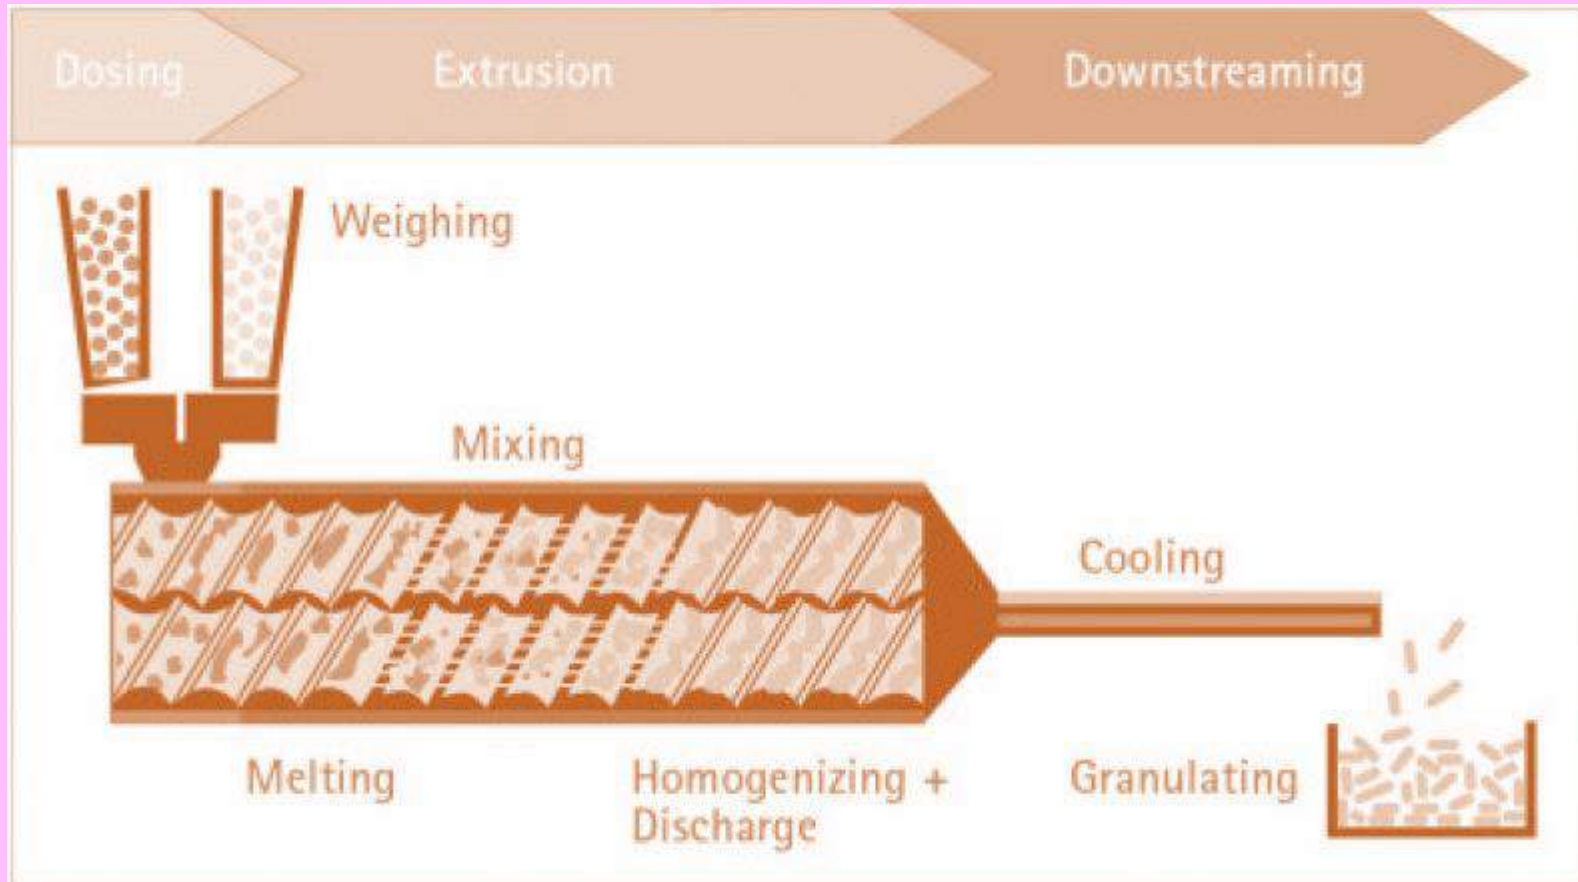 Dosing
Extrusion
Downstreaming
Weighing
Mixing
Cooling
Melting
Homogenizing +
Discharge
Granulating